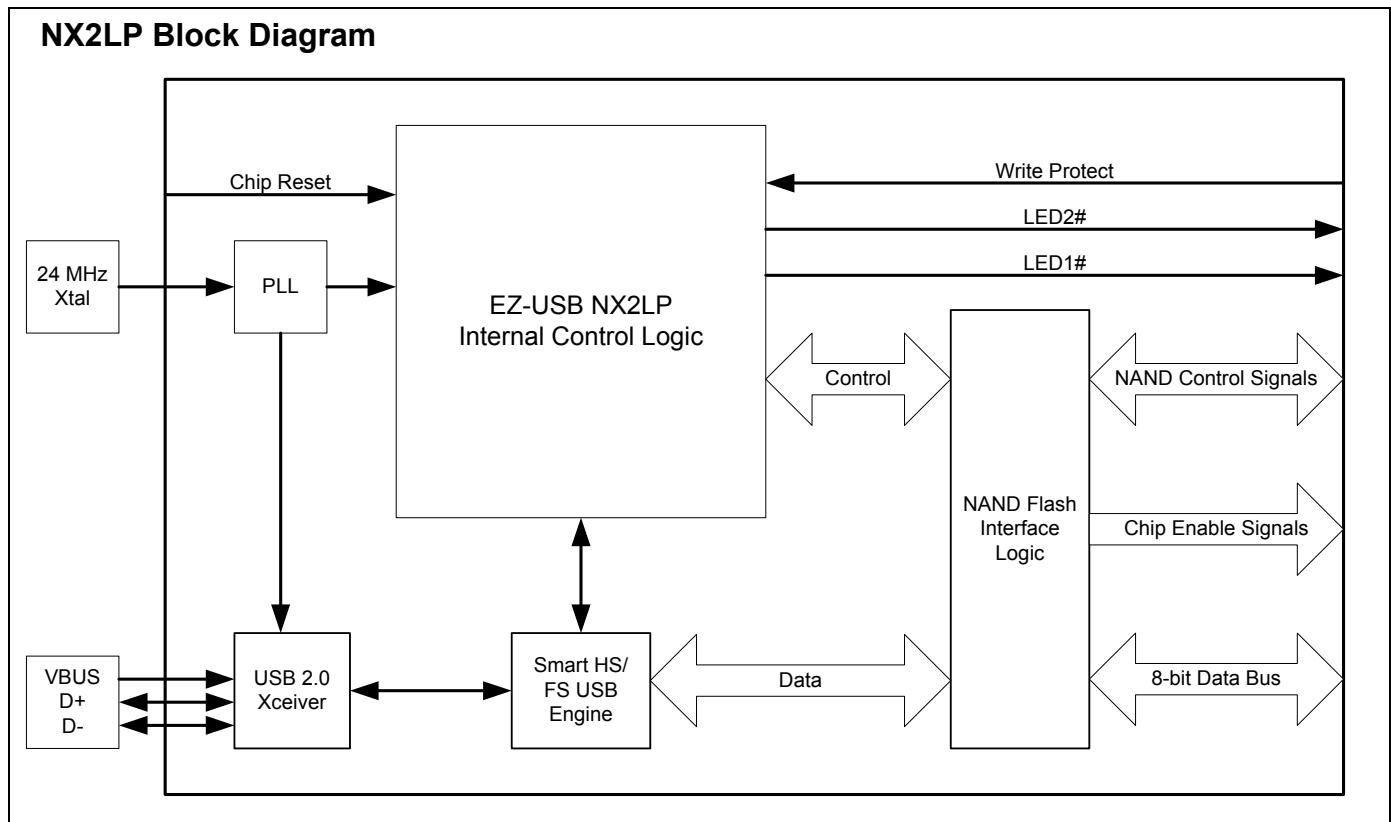 NX2LP Block Diagram
Chip Reset
Write Protect
LED2#
LED1#
24 MHz
Xtal
PLL
EZ-USB NX2LP
Internal Control Logic
Control
NAND Control Signals
NAND Flash
Interface
Logic
Chip Enable Signals
VBUS
D+
D-
USB 2.0
Xceiver
Smart HS/
FS USB
Engine
Data
8-bit Data Bus